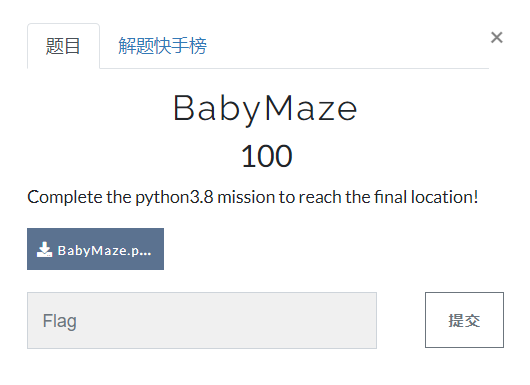 题目 解题快手榜 ×
BabyMaze
100
Complete the python3.8 mission to reach the final location!
BabyMaze.p...
Flag
提交